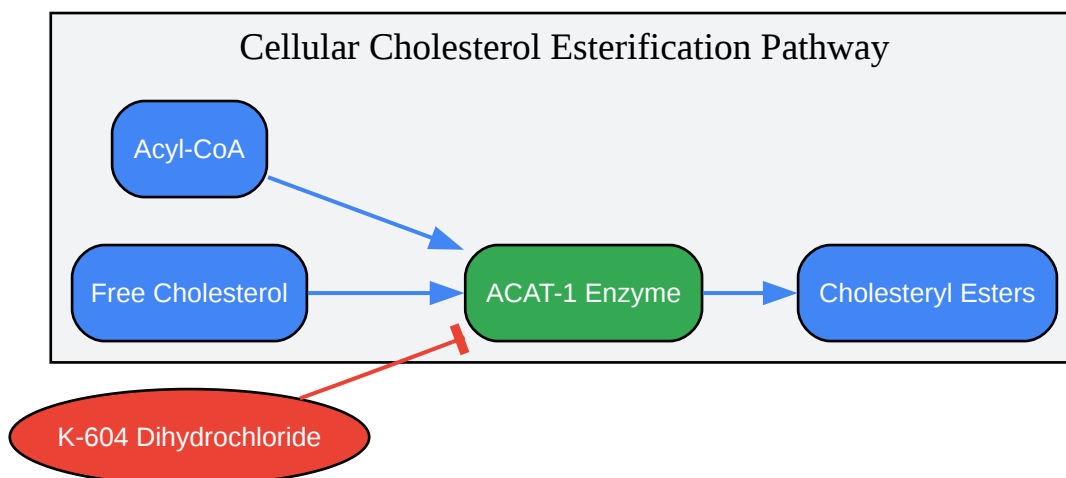 Cellular Cholesterol Esterification Pathway
Acyl-CoA
Free Cholesterol
ACAT-1 Enzyme
Cholesteryl Esters
K-604 Dihydrochloride